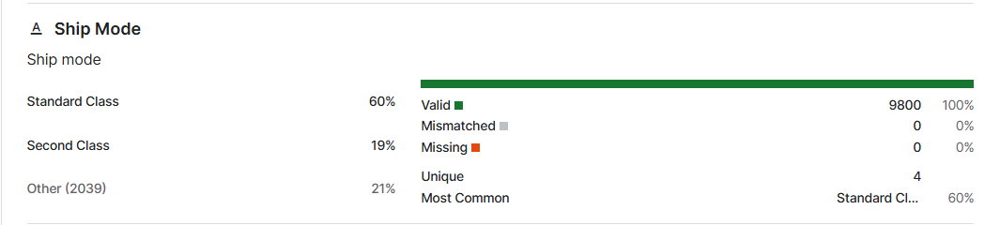 A Ship Mode
Ship mode
Standard Class 60%
Second Class 19%
Other (2039) 21%
Valid 9800 100%
Mismatched 0 0%
Missing 0 0%
Unique 4
Most Common Standard Cl... 60%